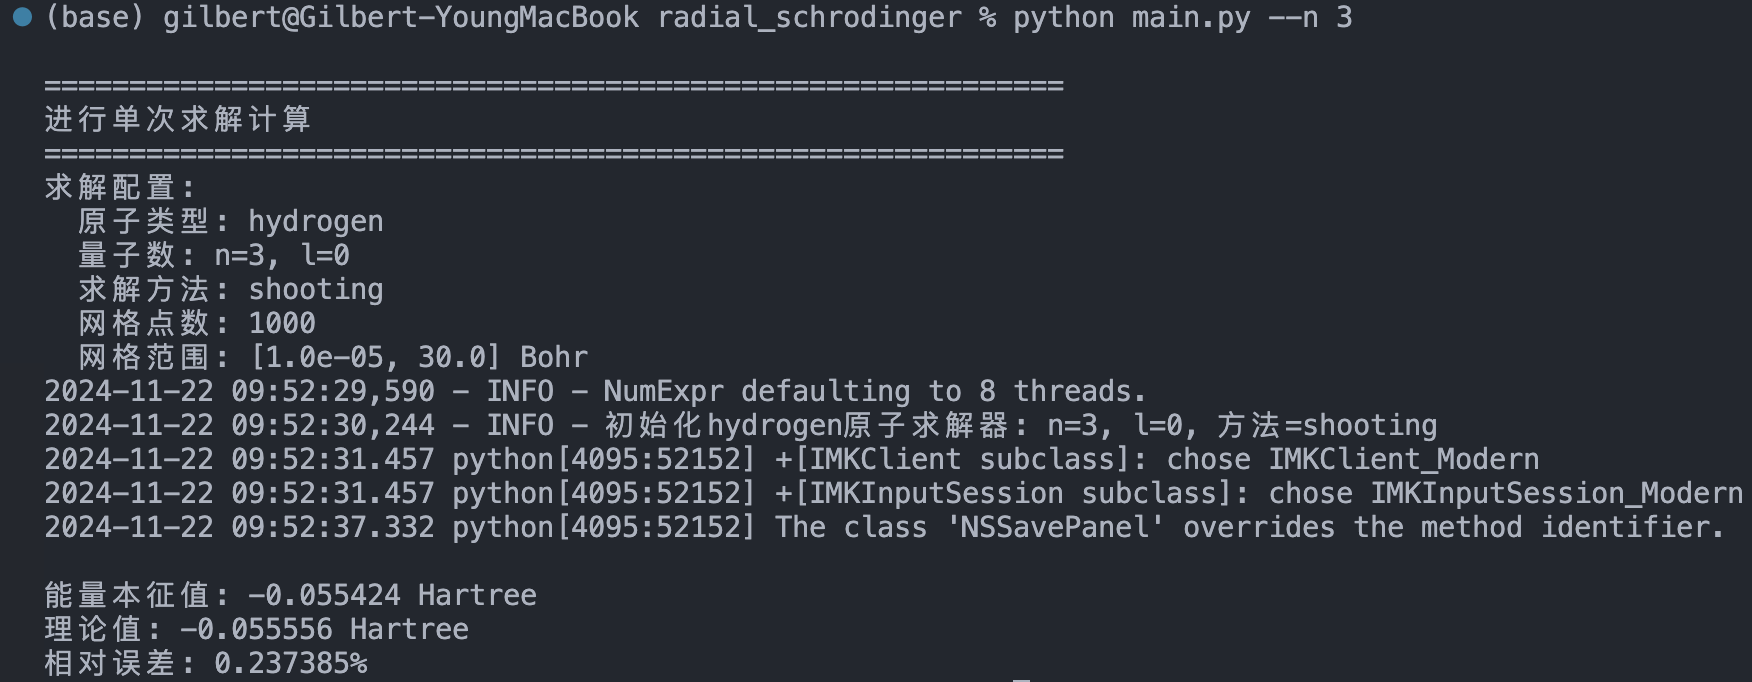 (base) gilbert@Gilbert-YoungMacBook radial_schrodinger % python main.py --n 3
============================================================
进行单次求解计算
============================================================
求解配置:
  原子类型: hydrogen
  量子数: n=3, l=0
  求解方法: shooting
  网格点数: 1000
  网格范围: [1.0e-05, 30.0] Bohr
2024-11-22 09:52:29,590 - INFO - NumExpr defaulting to 8 threads.
2024-11-22 09:52:30,244 - INFO - 初始化hydrogen原子求解器: n=3, l=0, 方法=shooting
2024-11-22 09:52:31.457 python[4095:52152] +[IMKClient subclass]: chose IMKClient_Modern
2024-11-22 09:52:31.457 python[4095:52152] +[IMKInputSession subclass]: chose IMKInputSession_Modern
2024-11-22 09:52:37.332 python[4095:52152] The class 'NSSavePanel' overrides the method identifier.
能量本征值: -0.055424 Hartree
理论值: -0.055556 Hartree
相对误差: 0.237385%